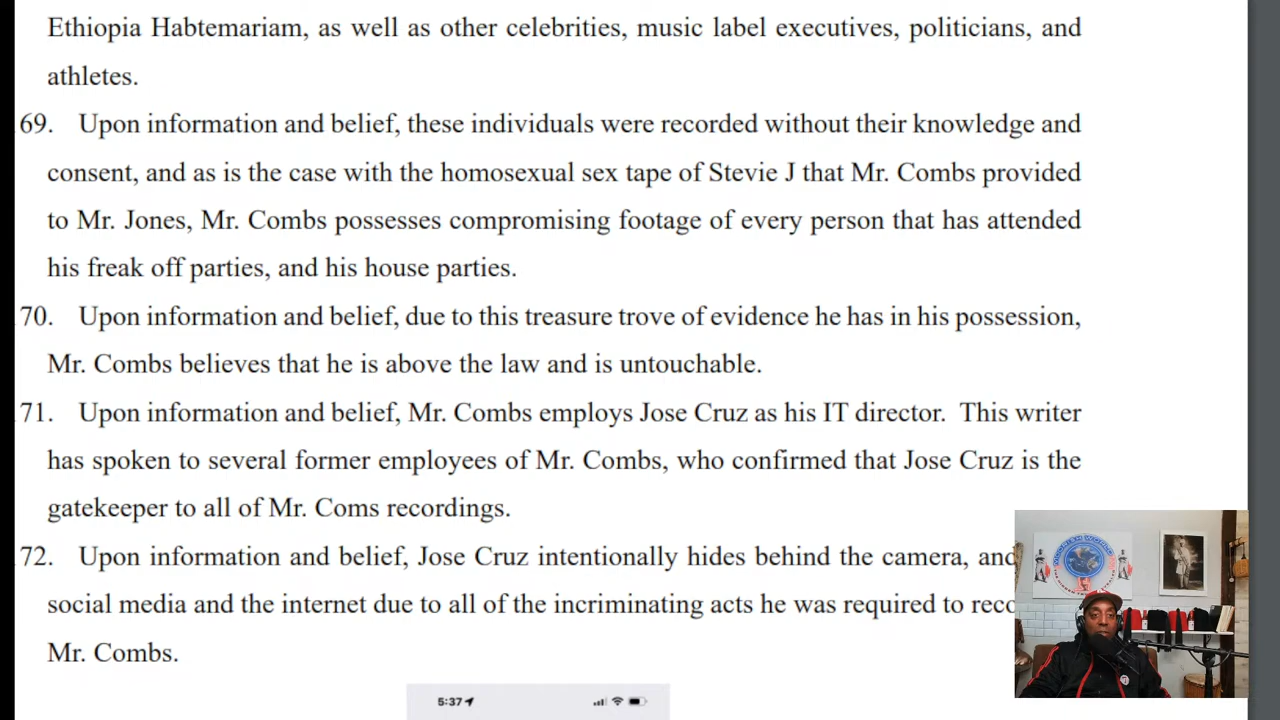 Ethiopia Habtemariam, as well as other celebrities, music label executives, politicians, and
athletes.
69. Upon information and belief, these individuals were recorded without their knowledge and
consent, and as is the case with the homosexual sex tape of Stevie J that Mr. Combs provided
to Mr. Jones, Mr. Combs possesses compromising footage of every person that has attended
his freak off parties, and his house parties.
70. Upon information and belief, due to this treasure trove of evidence he has in his possession,
Mr. Combs believes that he is above the law and is untouchable.
71. Upon information and belief, Mr. Combs employs Jose Cruz as his IT director. This writer
has spoken to several former employees of Mr. Combs, who confirmed that Jose Cruz is the
gatekeeper to all of Mr. Coms recordings.
72. Upon information and belief, Jose Cruz intentionally hides behind the camera, and
social media and the internet due to all of the incriminating acts he was required to reco
Mr. Combs.
5:37